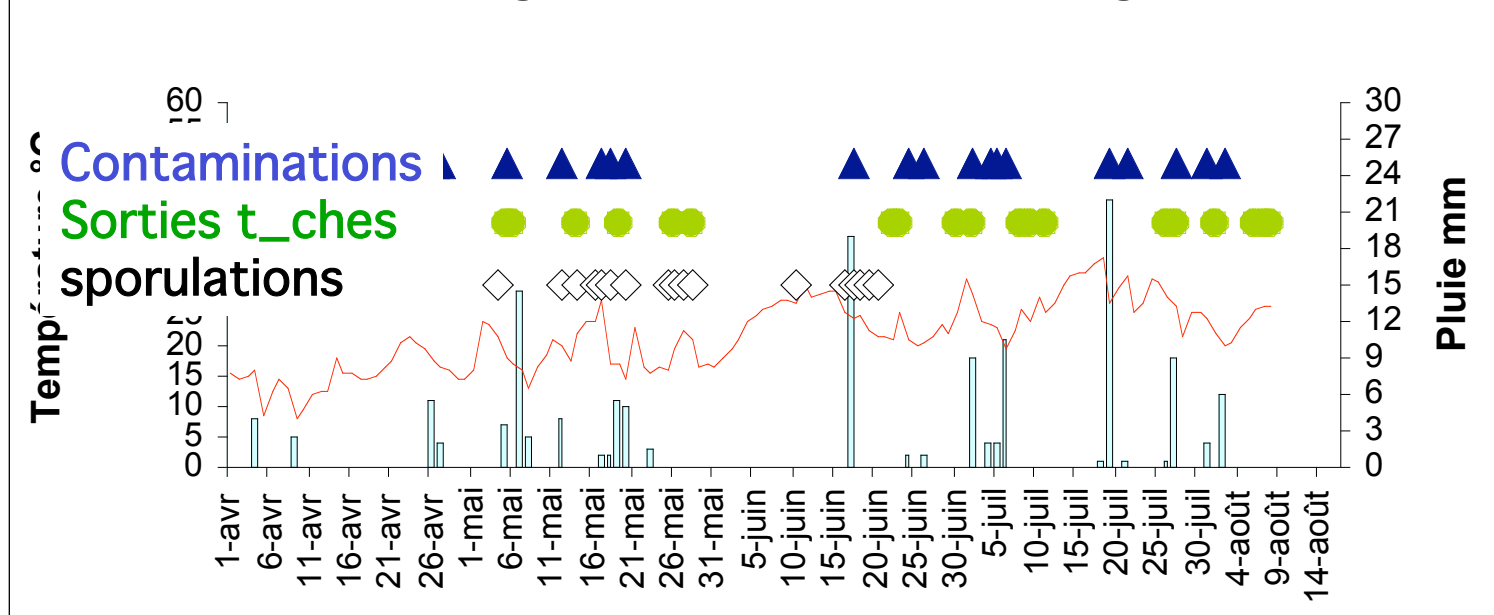 60
Contaminations
Sorties t_ches
sporulations
20
15
10
5
0
30
27
24
21
18
15
12
9
6
3
0
Pluie mm
1-avr
6-avr
11-avr
16-avr
21-avr
26-avr
1-mai
6-mai
11-mai
16-mai
21-mai
26-mai
31-mai
5-juin
10-juin
15-juin
20-juin
25-juin
30-juin
5-juil
10-juil
15-juil
20-juil
25-juil
30-juil
4-août
9-août
14-août